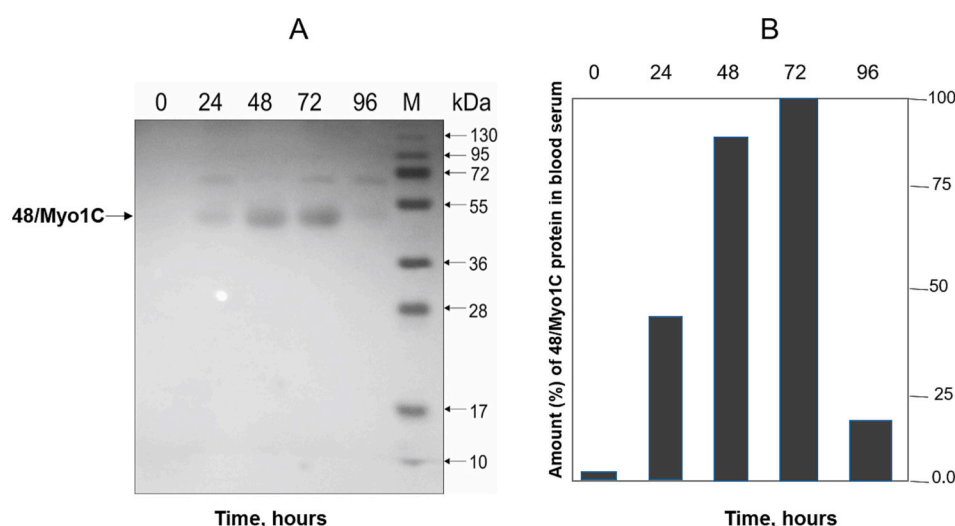 A
0 24 48 72 96 M kDa
130
95
72
55
48/Myo1C
36
28
17
10
Time, hours
B
0 24 48 72 96
Amount (%) of 48/Myo1C protein in blood serum
100
75
50
25
0.0
Time, hours